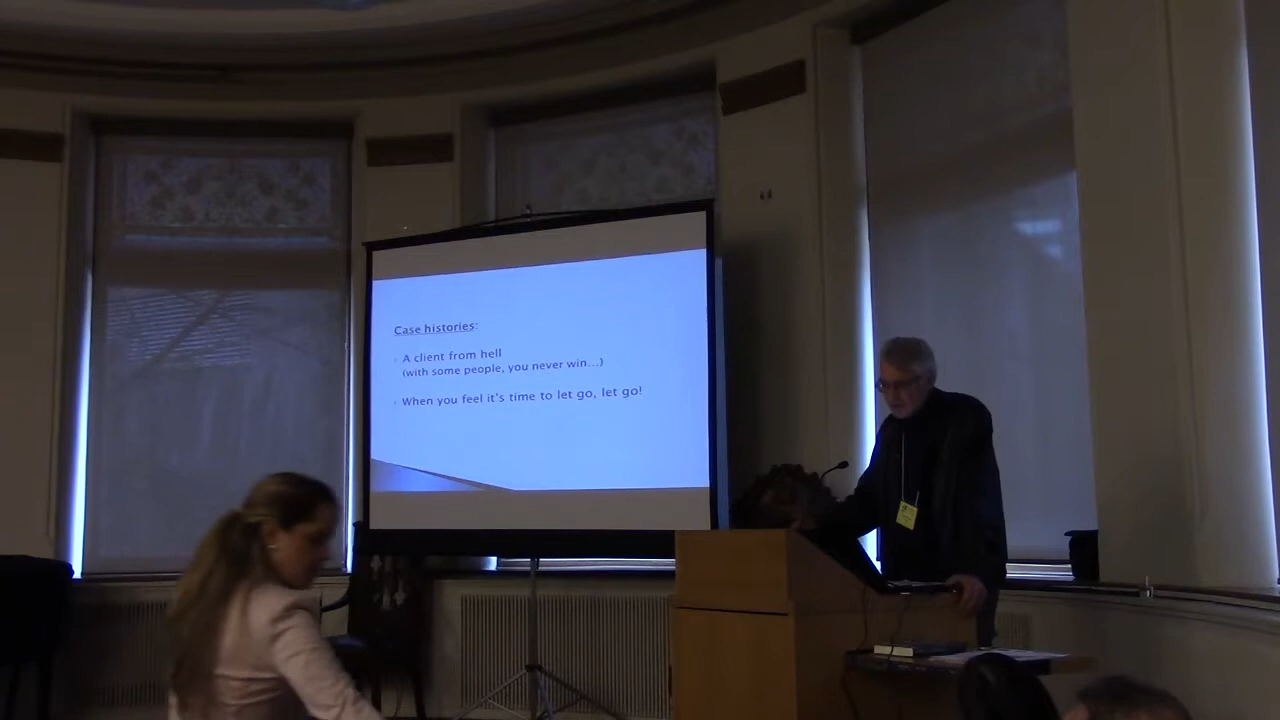 Case histories:
A client from hell
(with some people, you never win...)
When you feel it's time to let go, let go!